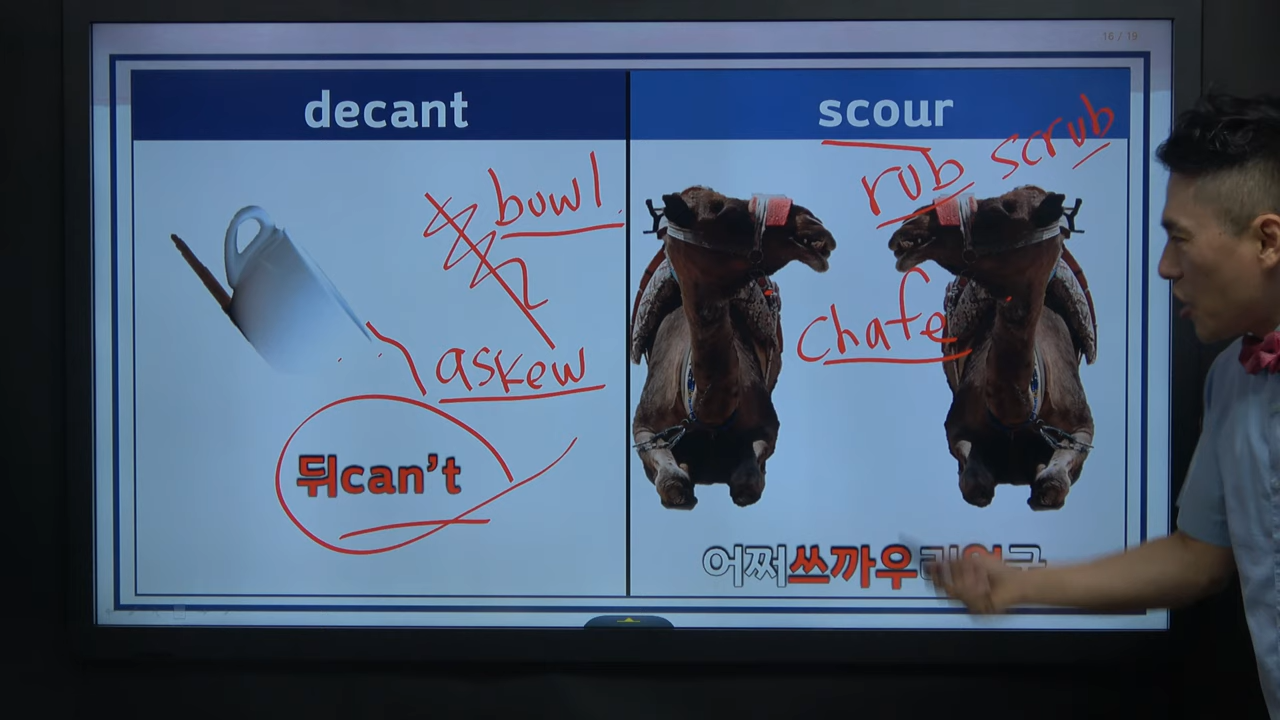 16 / 19
decant
scour
bowl
askew
뒤can't
rub scrub
chafe
어쩌쓰까우